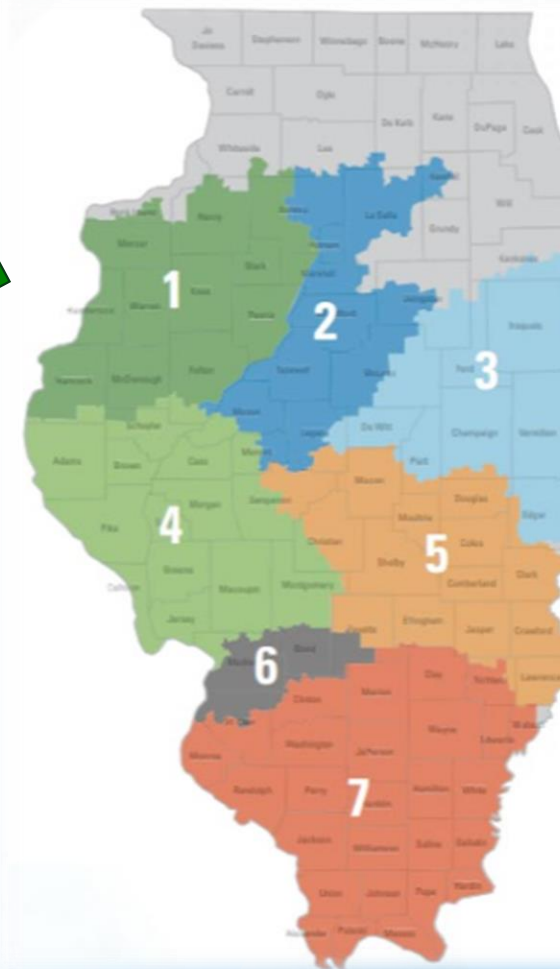 Jo
Daviess
Stephenson
Winnebago
Boone
McHenry
Lake
Carroll
Ogle
De Kalb
Kane
DuPage
Cook
Whiteside
Lee
Kendall
Will
Rock Island
Henry
Bureau
La Salle
Grundy
Mercer
Putnam
Kankakee
Stark
Marshall
Henderson
Warren
Knox
1
Livingston
Peoria
2
Iroquois
Ford
3
Hancock
McDonough
Fulton
Tazewell
McLean
Mason
Logan
De Witt
Champaign
Vermilion
Schuyler
Menard
Piatt
Adams
Brown
Cass
Macon
Douglas
Morgan
Sangamon
Moultrie
Edgar
Pike
4
Christian
Coles
Shelby
5
Clark
Greene
Cumberland
Calhoun
Macoupin
Montgomery
Jersey
Fayette
Effingham
Jasper
Crawford
Bond
6
Clay
Lawrence
Clinton
Marion
Wayne
Edwards
Washington
Jefferson
Monroe
Randolph
Perry
7
Hamilton
White
Jackson
Williamson
Saline
Gallatin
Union
Johnson
Pope
Hardin
Alexander
Pulaski
Massac